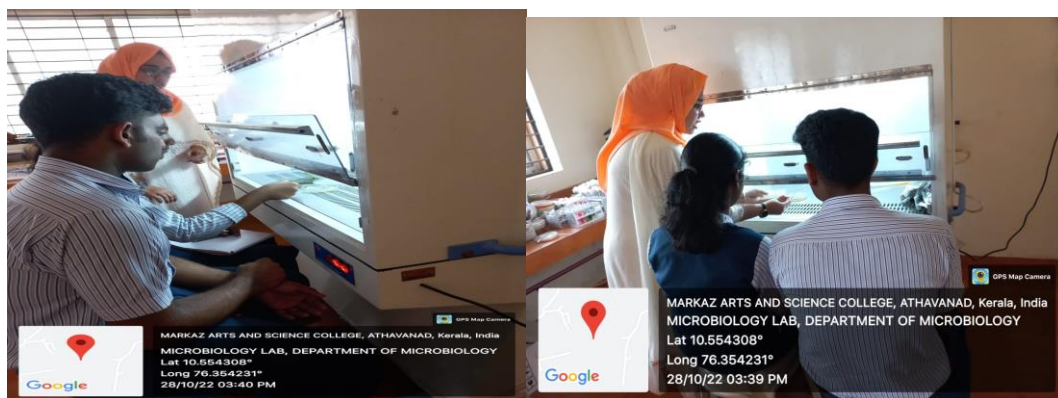 GPS Map Camera
MARKAZ ARTS AND SCIENCE COLLEGE, ATHAVANAD, Kerala, India
MICROBIOLOGY LAB, DEPARTMENT OF MICROBIOLOGY
Lat 10.554308°
Long 76.354231°
28/10/22 03:40 PM
Google
GPS Map Camera
MARKAZ ARTS AND SCIENCE COLLEGE, ATHAVANAD, Kerala, India
MICROBIOLOGY LAB, DEPARTMENT OF MICROBIOLOGY
Lat 10.554308°
Long 76.354231°
28/10/22 03:39 PM
Google